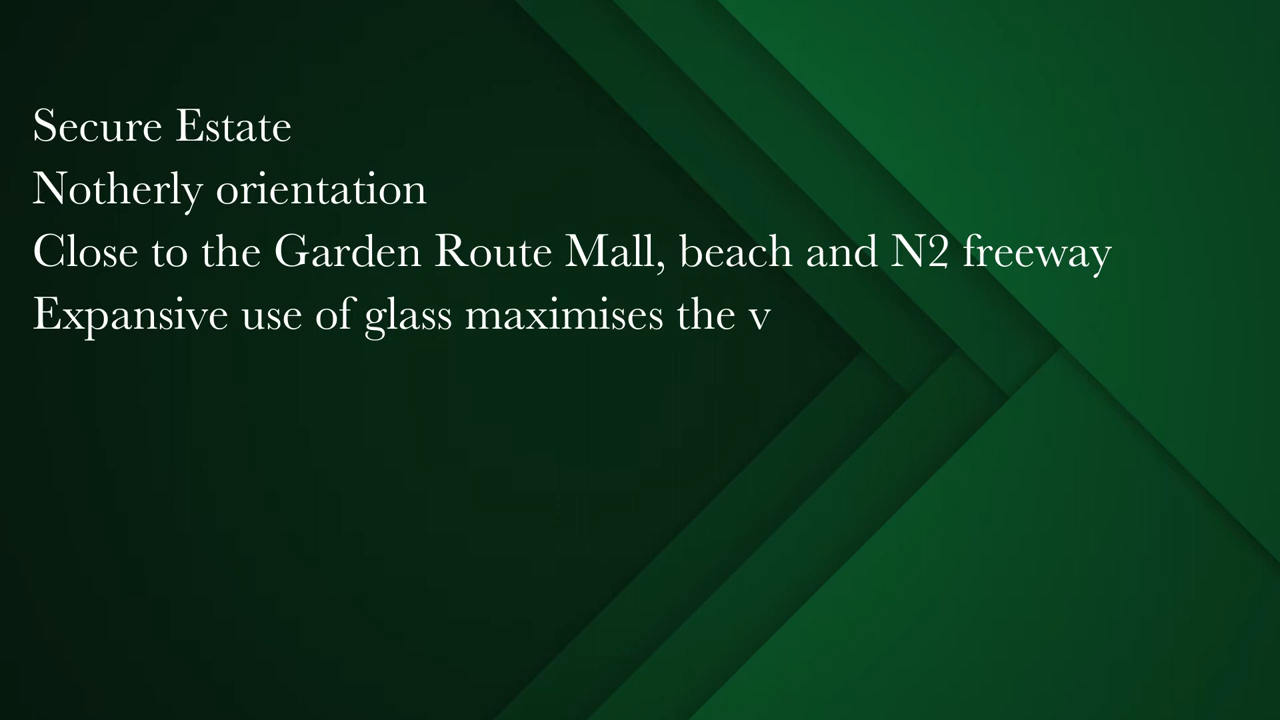 Secure Estate
Notherly orientation
Close to the Garden Route Mall, beach and N2 freeway
Expansive use of glass maximises the v